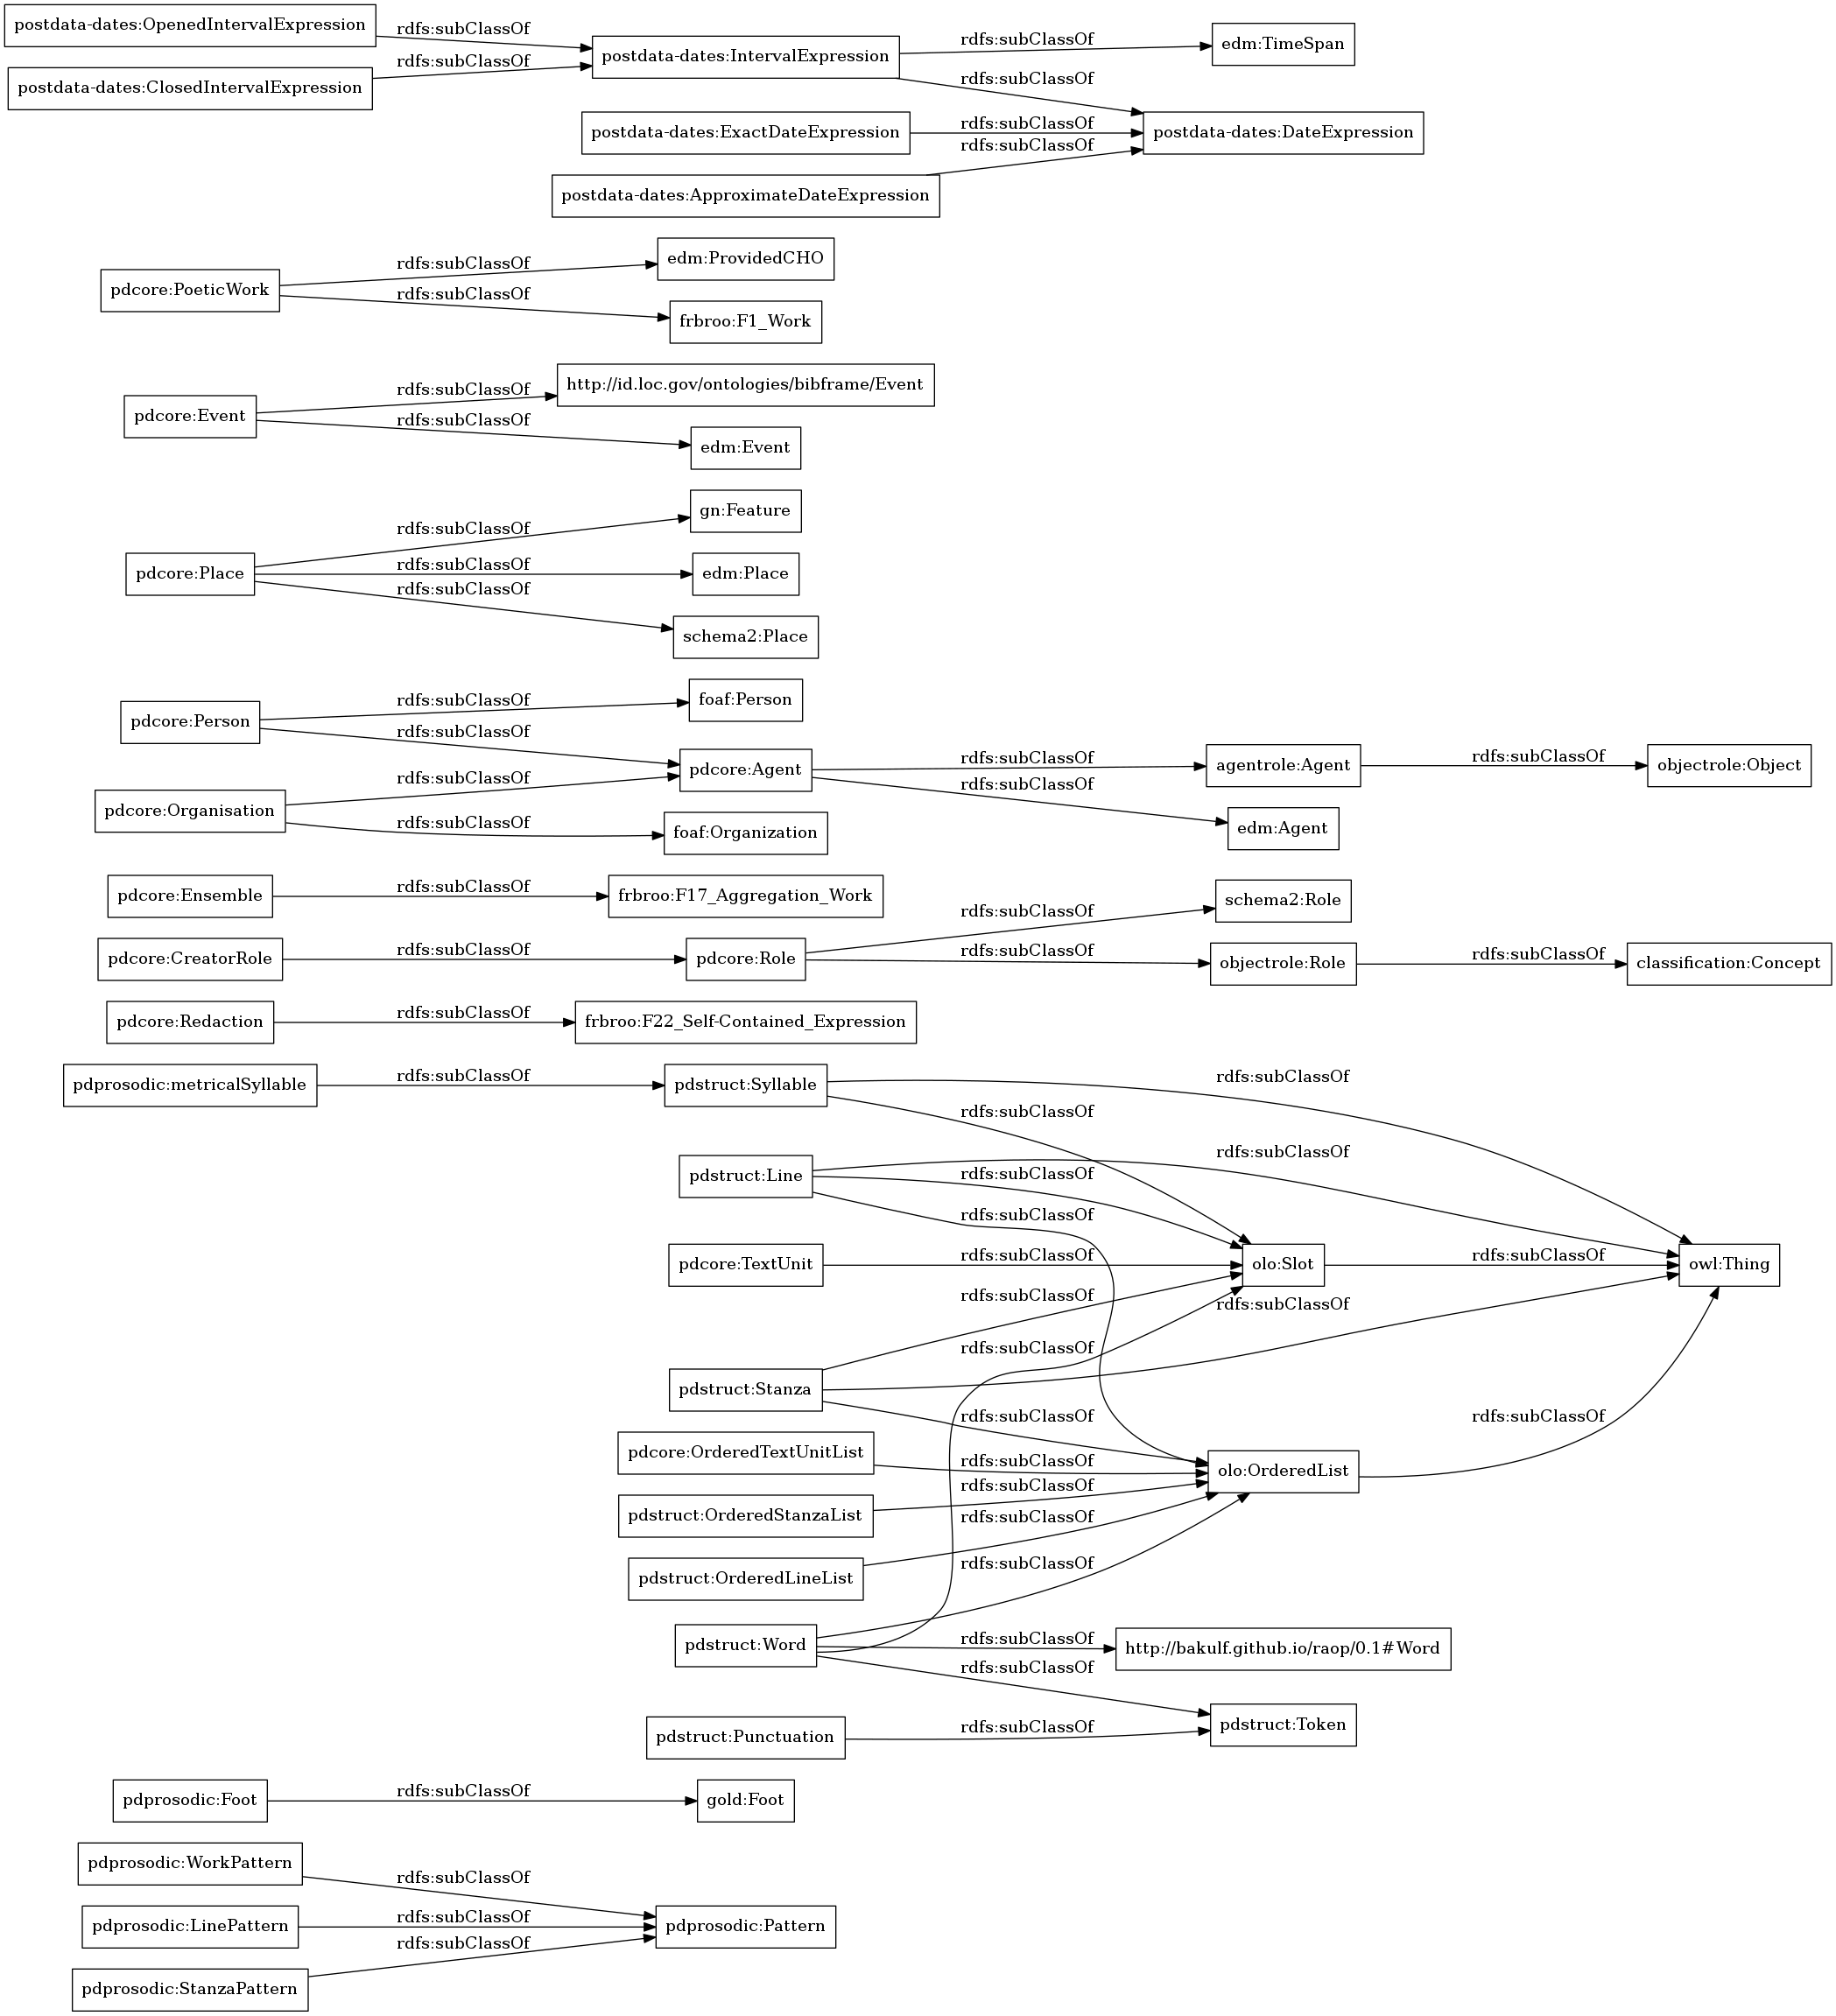 postdata-dates:OpenedIntervalExpression
rdfs:subClassOf
postdata-dates:IntervalExpression
rdfs:subClassOf
edm:TimeSpan
postdata-dates:ClosedIntervalExpression
rdfs:subClassOf
rdfs:subClassOf
postdata-dates:ExactDateExpression
rdfs:subClassOf
postdata-dates:DateExpression
rdfs:subClassOf
postdata-dates:ApproximateDateExpression
pdcore:PoeticWork
rdfs:subClassOf
edm:ProvidedCHO
rdfs:subClassOf
frbroo:F1_Work
pdcore:Event
rdfs:subClassOf
http://id.loc.gov/ontologies/bibframe/Event
rdfs:subClassOf
edm:Event
pdcore:Place
rdfs:subClassOf
gn:Feature
rdfs:subClassOf
edm:Place
rdfs:subClassOf
schema2:Place
pdcore:Person
rdfs:subClassOf
foaf:Person
rdfs:subClassOf
pdcore:Agent
rdfs:subClassOf
agentrole:Agent
rdfs:subClassOf
objectrole:Object
pdcore:Organisation
rdfs:subClassOf
rdfs:subClassOf
edm:Agent
rdfs:subClassOf
foaf:Organization
pdcore:Ensemble
rdfs:subClassOf
frbroo:F17_Aggregation_Work
pdcore:CreatorRole
rdfs:subClassOf
pdcore:Role
rdfs:subClassOf
schema2:Role
rdfs:subClassOf
objectrole:Role
rdfs:subClassOf
classification:Concept
pdcore:Redaction
rdfs:subClassOf
frbroo:F22_Self-Contained_Expression
pdprosodic:metricalSyllable
rdfs:subClassOf
pdstruct:Syllable
rdfs:subClassOf
rdfs:subClassOf
pdstruct:Line
rdfs:subClassOf
rdfs:subClassOf
rdfs:subClassOf
pdcore:TextUnit
rdfs:subClassOf
olo:Slot
rdfs:subClassOf
owl:Thing
rdfs:subClassOf
rdfs:subClassOf
rdfs:subClassOf
pdstruct:Stanza
rdfs:subClassOf
rdfs:subClassOf
pdcore:OrderedTextUnitList
rdfs:subClassOf
olo:OrderedList
rdfs:subClassOf
pdstruct:OrderedStanzaList
rdfs:subClassOf
pdstruct:OrderedLineList
rdfs:subClassOf
pdstruct:Word
rdfs:subClassOf
http://bakulf.github.io/raop/0.1#Word
rdfs:subClassOf
pdstruct:Token
pdstruct:Punctuation
rdfs:subClassOf
pdprosodic:Foot
rdfs:subClassOf
gold:Foot
pdprosodic:WorkPattern
rdfs:subClassOf
pdprosodic:LinePattern
rdfs:subClassOf
pdprosodic:Pattern
rdfs:subClassOf
pdprosodic:StanzaPattern